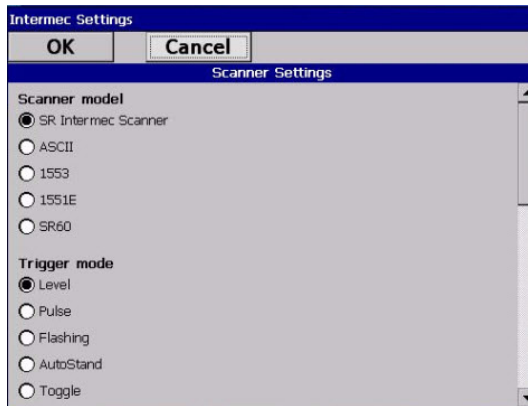 Intermec Settings
OK Cancel
Scanner Settings
Scanner model
SR Intermec Scanner
ASCII
1553
1551E
SR60
Trigger mode
Level
Pulse
Flashing
AutoStand
Toggle